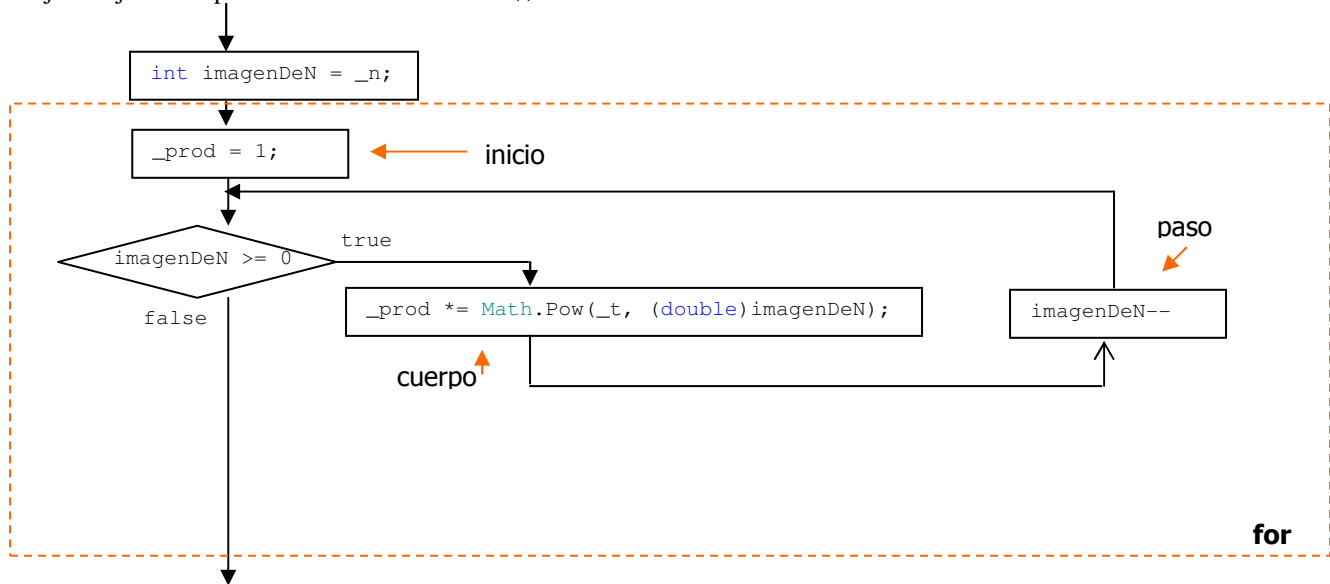 int imagenDeN = _n;
_prod = 1;
inicio
paso
true
imagenDeN >= 0
false
_prod *= Math.Pow(_t, (double)imagenDeN);
imagenDeN--
cuerpo
for